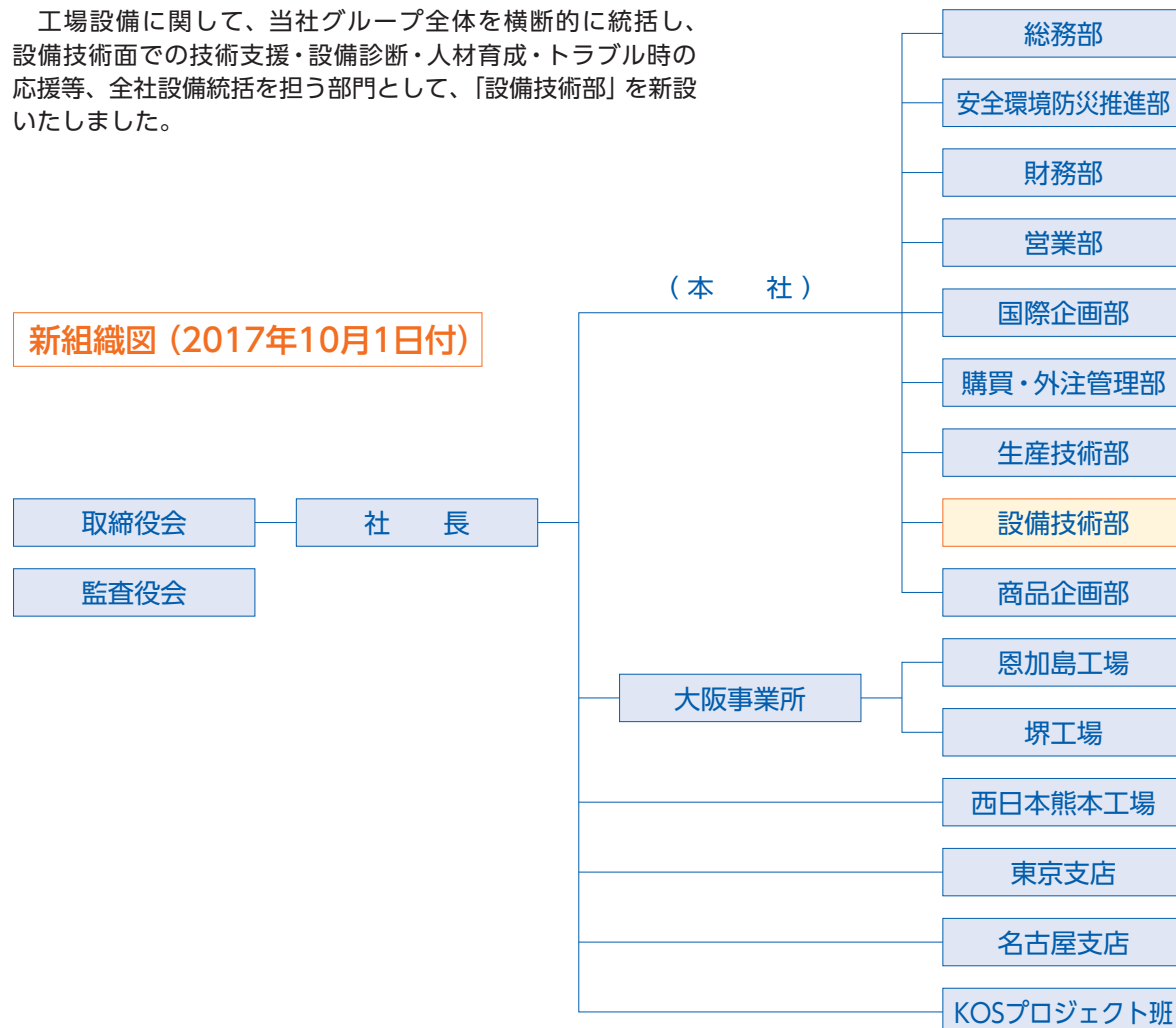 工場設備に関して、当社グループ全体を横断的に統括し、
設備技術面での技術支援・設備診断・人材育成・トラブル時の
応援等、全社設備統括を担う部門として、「設備技術部」を新設
いたしました。
新組織図（2017年10月1日付）
取締役会
社　長
監査役会
（本　社）
総務部
安全環境防災推進部
財務部
営業部
国際企画部
購買・外注管理部
生産技術部
設備技術部
商品企画部
大阪事業所
恩加島工場
堺工場
西日本熊本工場
東京支店
名古屋支店
KOSプロジェクト班